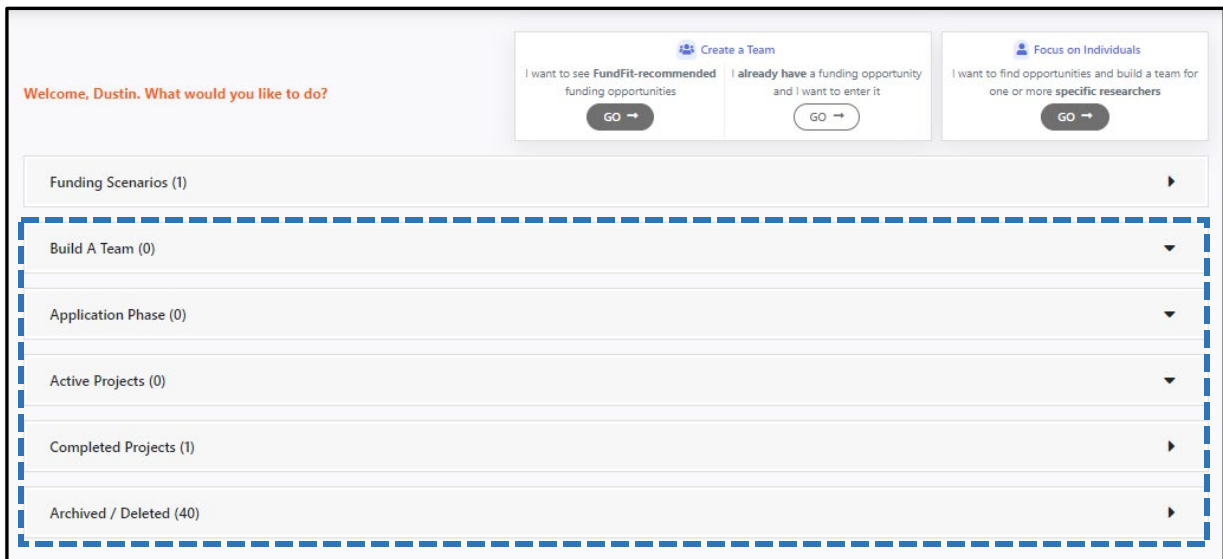 Welcome, Dustin. What would you like to do?
Create a Team
I want to see FundFit-recommended
funding opportunities
GO →
I already have a funding opportunity
and I want to enter it
GO →
Focus on Individuals
I want to find opportunities and build a team for
one or more specific researchers
GO →
Funding Scenarios (1)
Build A Team (0)
Application Phase (0)
Active Projects (0)
Completed Projects (1)
Archived / Deleted (40)